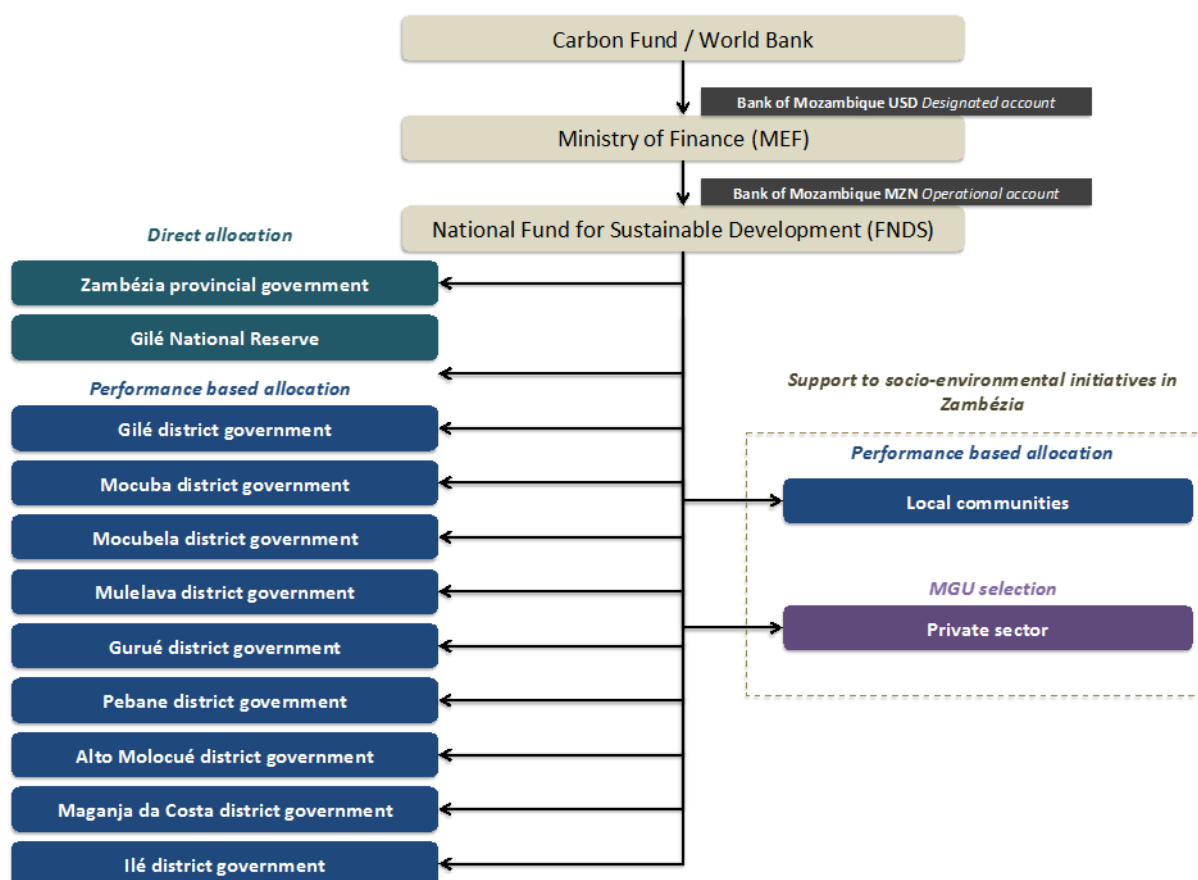 Carbon Fund / World Bank
Bank of Mozambique USD Designated account
Ministry of Finance (MEF)
Bank of Mozambique MZN Operational account
National Fund for Sustainable Development (FNDS)
Direct allocation
Zambézia provincial government
Gilé National Reserve
Performance based allocation
Gilé district government
Mocuba district government
Mocubela district government
Mulelava district government
Gurué district government
Pebane district government
Alto Molocué district government
Maganja da Costa district government
Ilé district government
Support to socio-environmental initiatives in
Zambézia
Performance based allocation
Local communities
MGU selection
Private sector